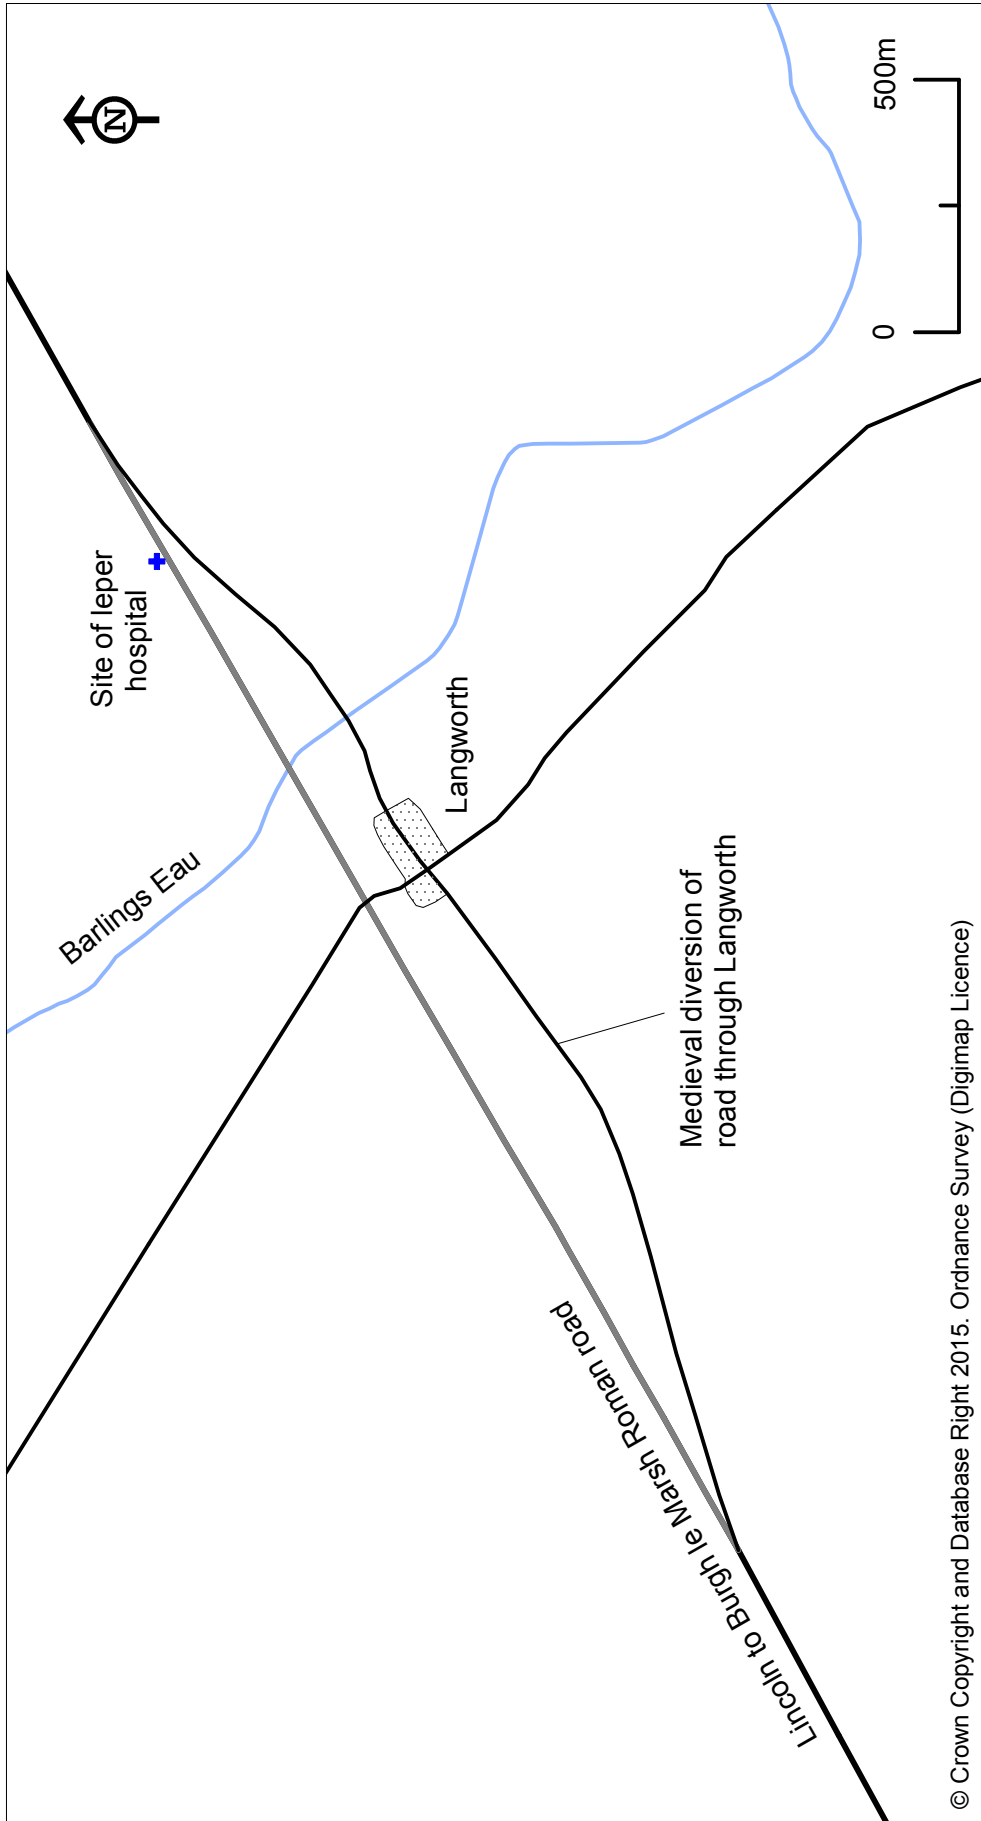 N
Site of leper
hospital
Barlings Eau
Langworth
Medieval diversion of
road through Langworth
Lincoln to Burgh le Marsh Roman road
0
500m
© Crown Copyright and Database Right 2015. Ordnance Survey (Digimap Licence)